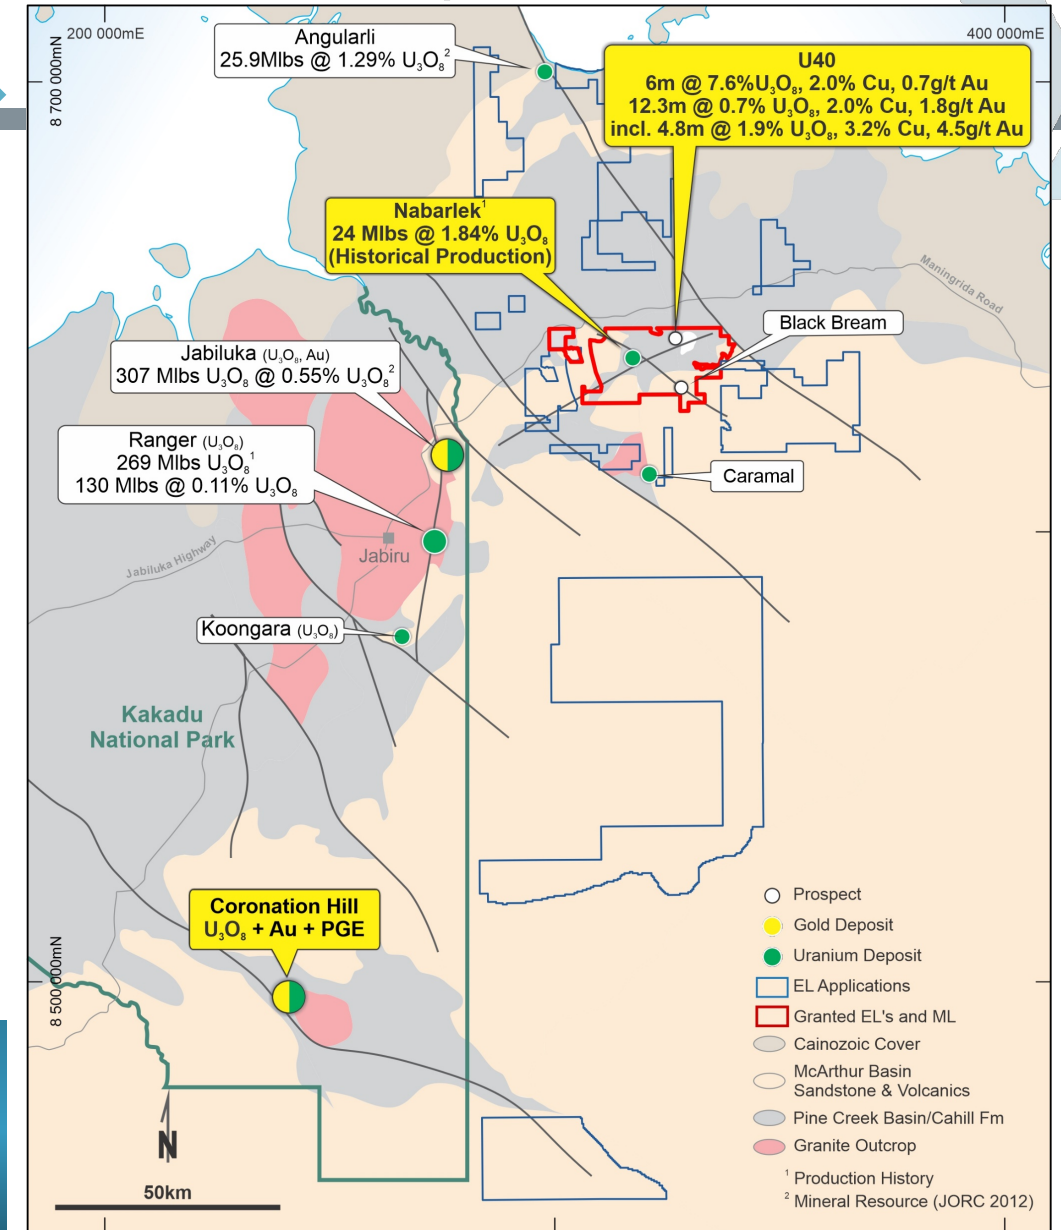 200 000mE
400 000mE
8 700 000mN
Angularli
25.9Mlbs @ 1.29% U₃O₈²
U40
6m @ 7.6%U₃O₈, 2.0% Cu, 0.7g/t Au
12.3m @ 0.7% U₃O₈, 2.0% Cu, 1.8g/t Au
incl. 4.8m @ 1.9% U₃O₈, 3.2% Cu, 4.5g/t Au
Nabarlek¹
24 Mlbs @ 1.84% U₃O₈
(Historical Production)
Maningrida Road
Black Bream
Jabiluka (U₃O₈, Au)
307 Mlbs U₃O₈ @ 0.55% U₃O₈²
Ranger (U₃O₈)
269 Mlbs U₃O₈¹
130 Mlbs @ 0.11% U₃O₈
Caramal
Jabiru
Jabiluka Highway
Koongara (U₃O₈)
Kakadu
National Park
Coronation Hill
U₃O₈ + Au + PGE
8 500 000mN
Prospect
Gold Deposit
Uranium Deposit
EL Applications
Granted EL's and ML
Cainozoic Cover
McArthur Basin
Sandstone & Volcanics
Pine Creek Basin/Cahill Fm
Granite Outcrop
¹ Production History
² Mineral Resource (JORC 2012)
N
50km